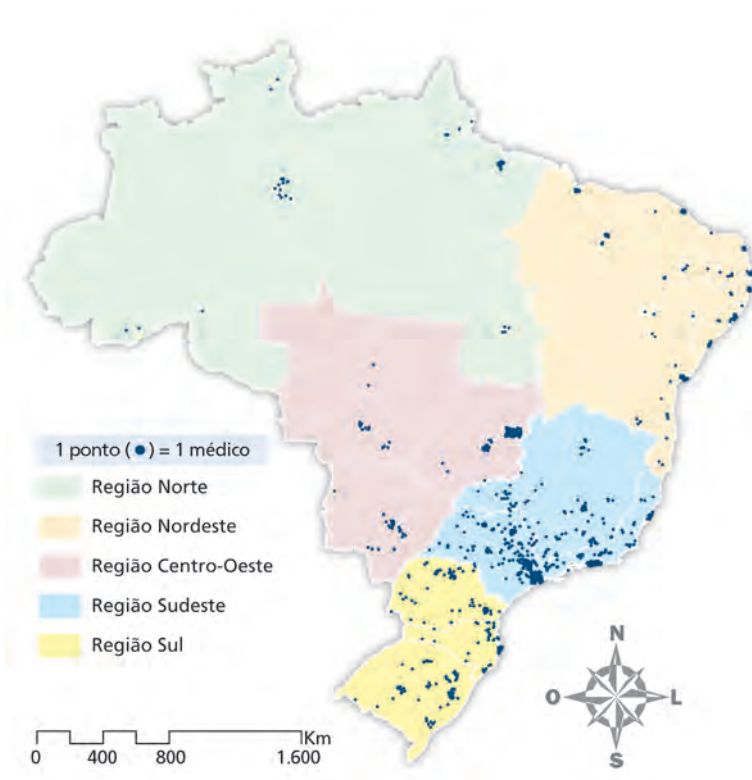 1 ponto (●) = 1 médico
Região Norte
Região Nordeste
Região Centro-Oeste
Região Sudeste
Região Sul
N
O
L
S
Km
0 400 800 1.600